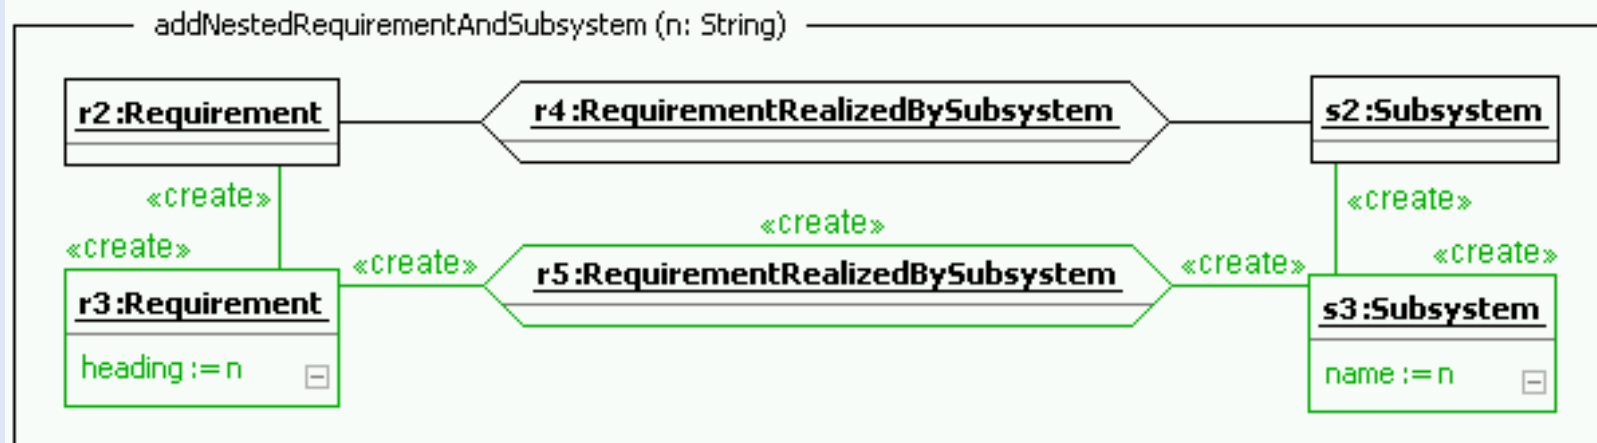 addNestedRequirementAndSubsystem (n: String)
r2:Requirement
r4:RequirementRealizedBySubsystem
s2:Subsystem
«create»
«create»
«create»
«create»
«create»
«create»
«create»
r5:RequirementRealizedBySubsystem
r3:Requirement
s3:Subsystem
heading := n
name := n